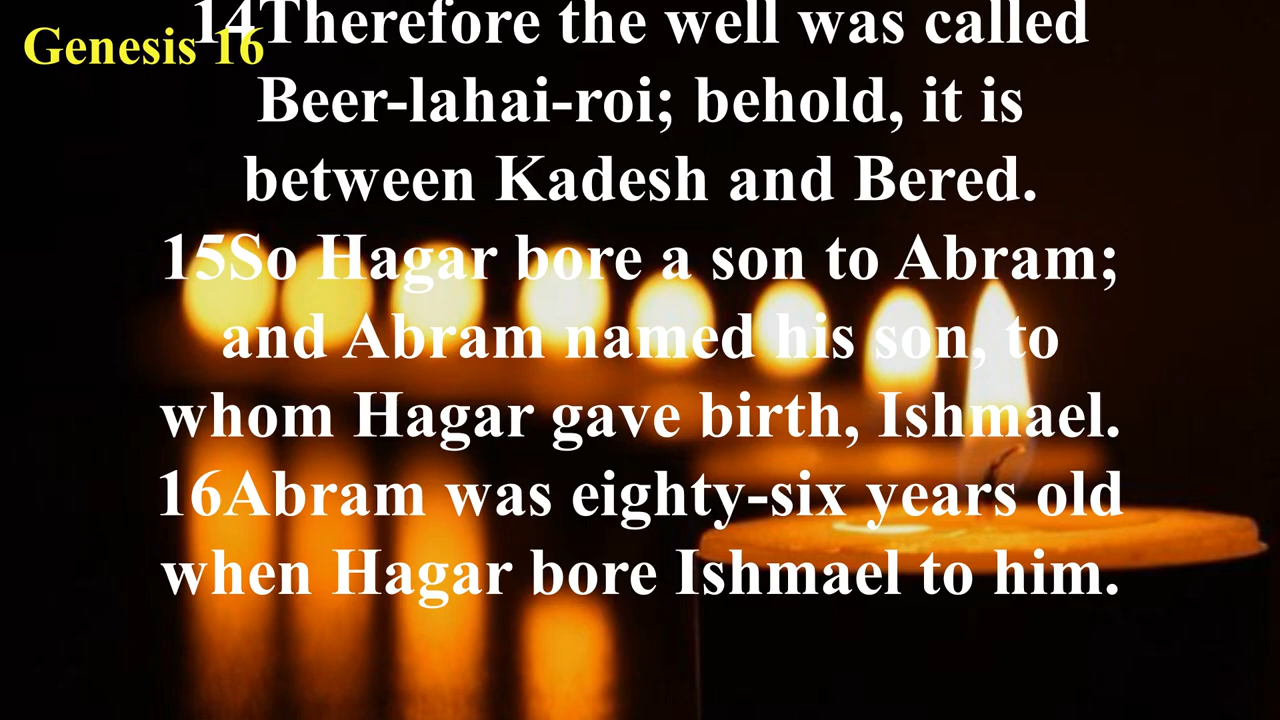 Genesis 16
14Therefore the well was called
Beer-lahai-roi; behold, it is
between Kadesh and Bered.
15So Hagar bore a son to Abram;
and Abram named his son, to
whom Hagar gave birth, Ishmael.
16Abram was eighty-six years old
when Hagar bore Ishmael to him.